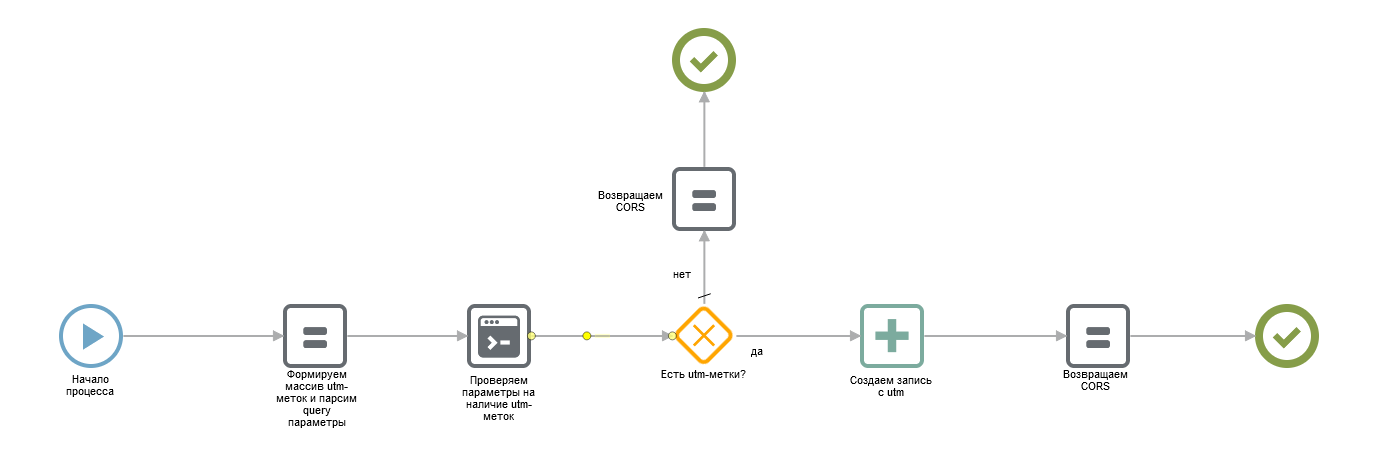 Возвращаем
CORS
нет
Начало
процесса
Формируем
массив utm-
меток и парсим
query
параметры
Проверяем
параметры на
наличие utm-
меток
Есть utm-метки?
да
Создаем запись
с utm
Возвращаем
CORS